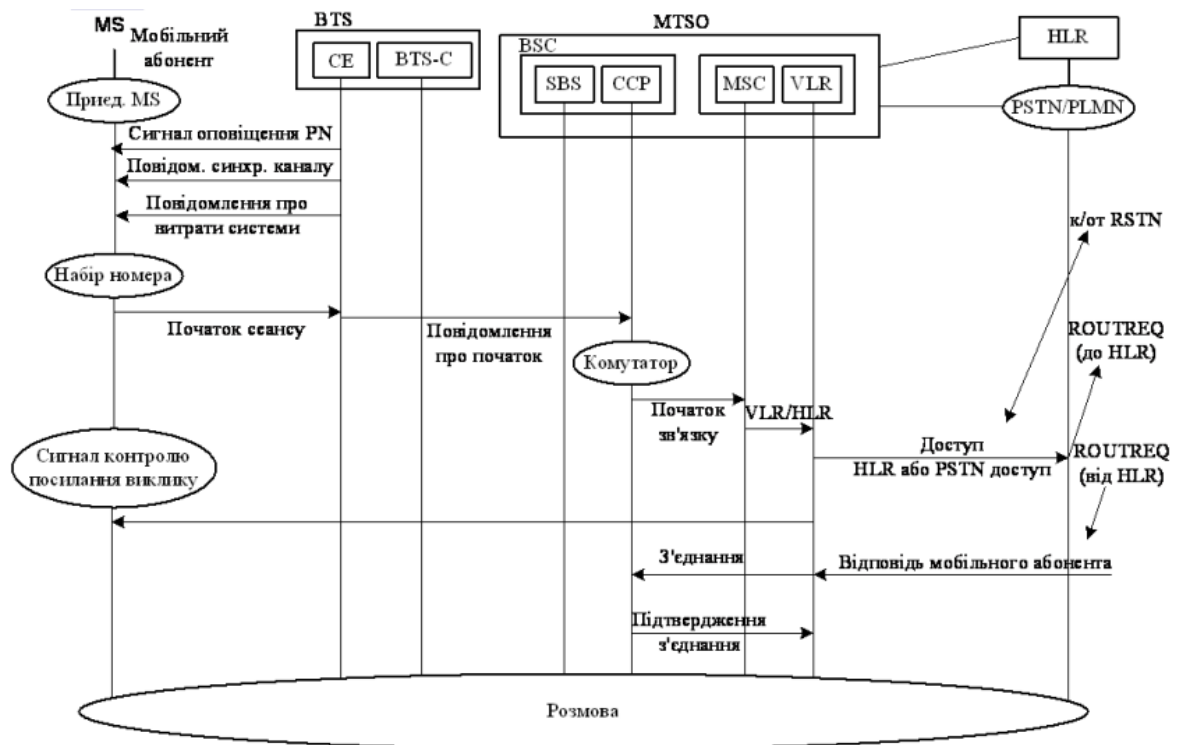 MS
Мобільний
абонент
BTS
CE
BTS-C
MTSO
BSC
SBS
CCP
MSC
VLR
HLR
Приєд. MS
PSTN/PLMN
Сигнал оповіщення PN
Повідом. синхр. каналу
Повідомлення про
витрати системи
к/от RSTN
Набір номера
Початок сеансу
Повідомлення
про початок
ROUTREQ
(до HLR)
Комутатор
Початок
зв'язку
VLR/HLR
Сигнал контролю
посилання виклику
Доступ
HLR або PSTN доступ
ROUTREQ
(від HLR)
З'єднання
Відповідь мобільного абонента
Підтвердження
з'єднання
Розмова